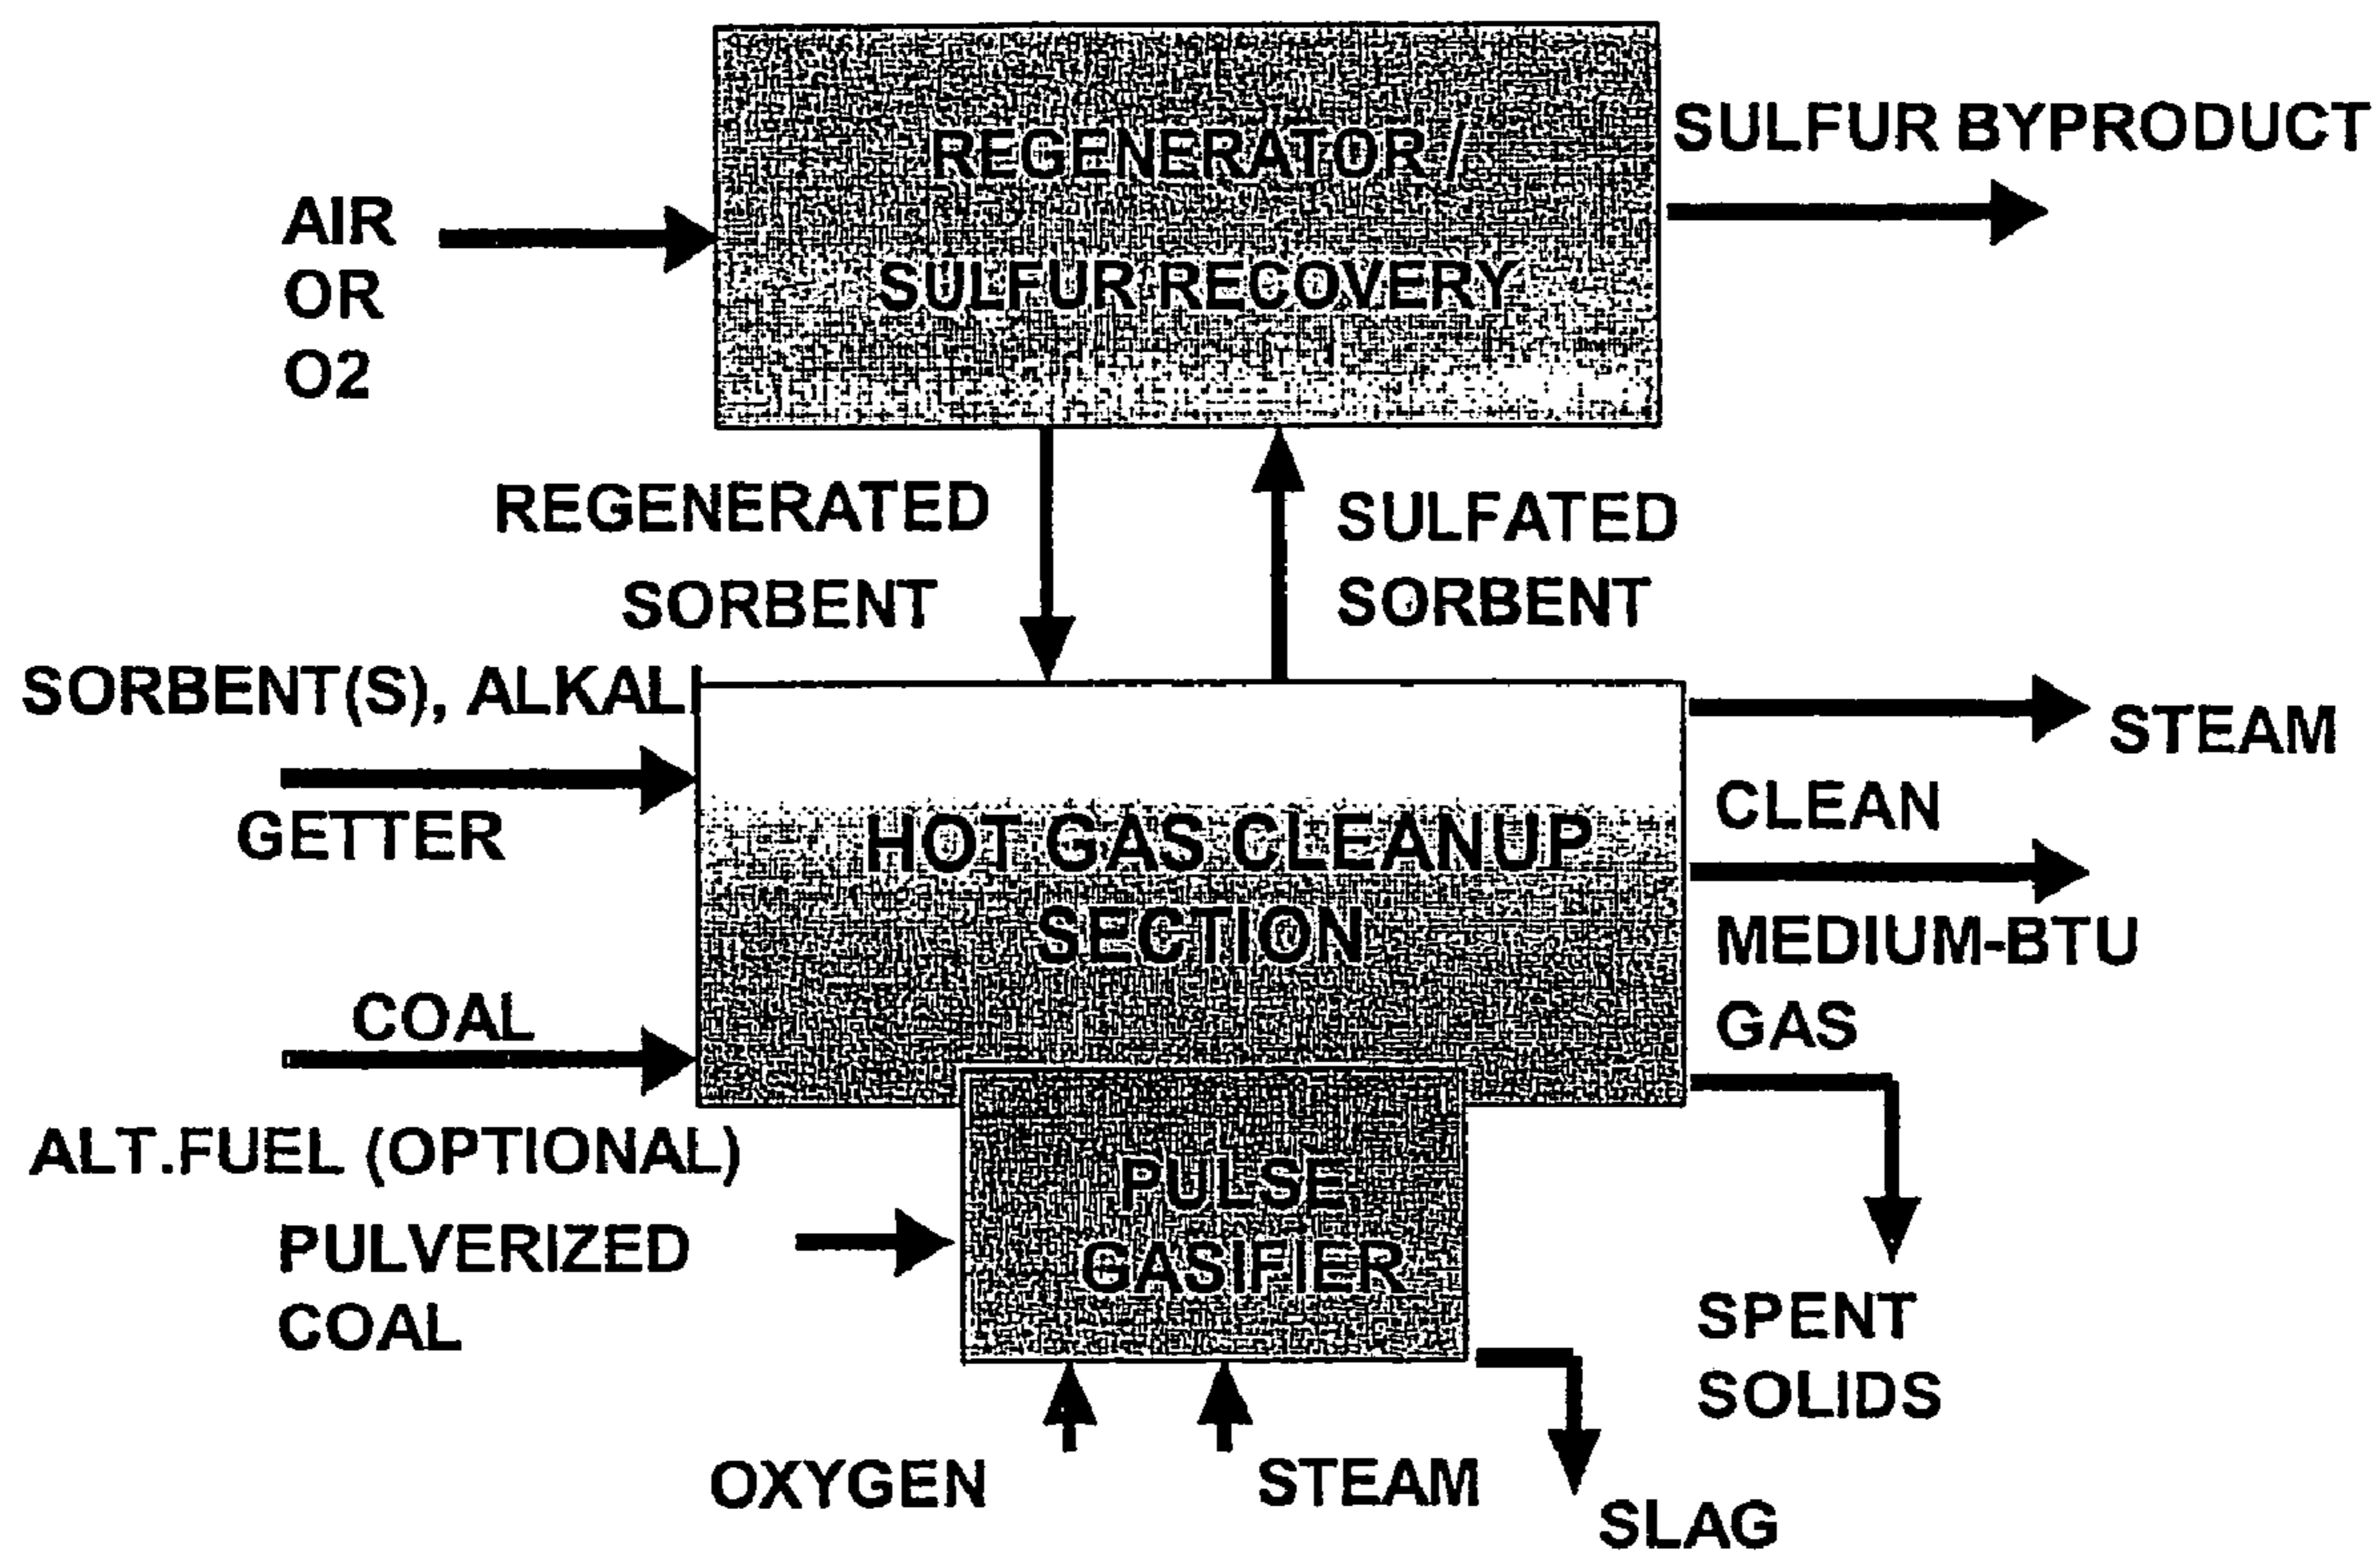 REGENERATOR /
SULFUR RECOVERY
SULFUR BYPRODUCT
AIR
OR
O2
REGENERATED
SORBENT
SULFATED
SORBENT
SORBENT(S), ALKALI
GETTER
STEAM
CLEAN
MEDIUM-BTU
GAS
HOT GAS CLEANUP
SECTION
COAL
ALT.FUEL (OPTIONAL)
PULVERIZED
COAL
PULSE
GASIFIER
SPENT
SOLIDS
OXYGEN
STEAM
SLAG